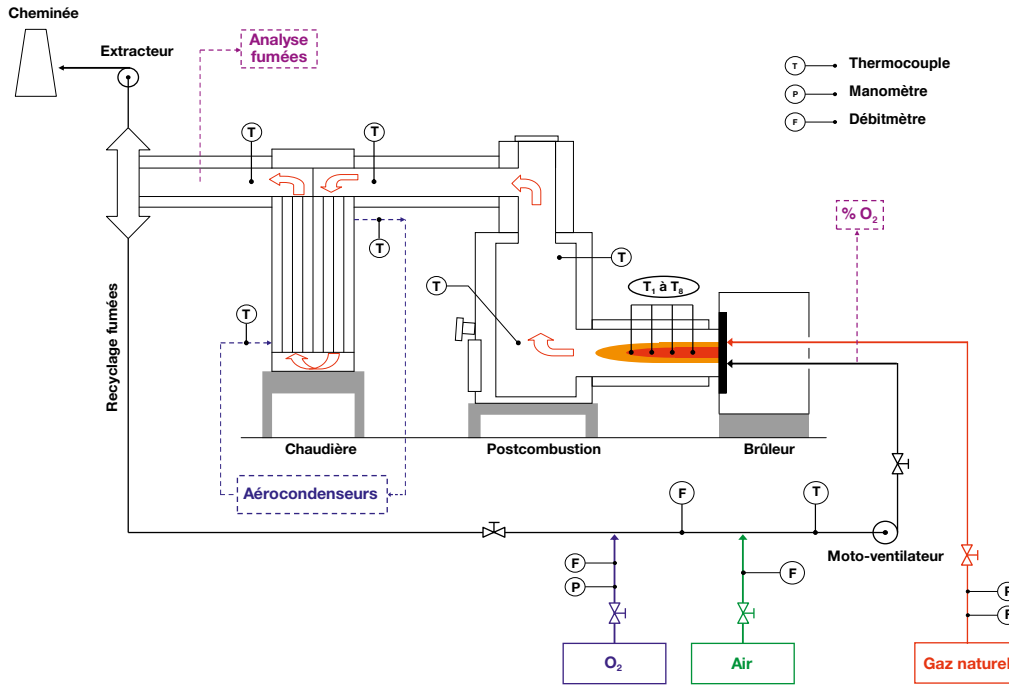 Cheminée
Extracteur
Analyse
fumées
T Thermocouple
P Manomètre
F Débitmètre
T
T
% O₂
T
T
T₁ à T₈
T
T
Recyclage fumées
Chaudière
Postcombustion
Brûleur
Aérocondenseurs
F
T
Moto-ventilateur
F
P
F
P
F
O₂
Air
Gaz naturel